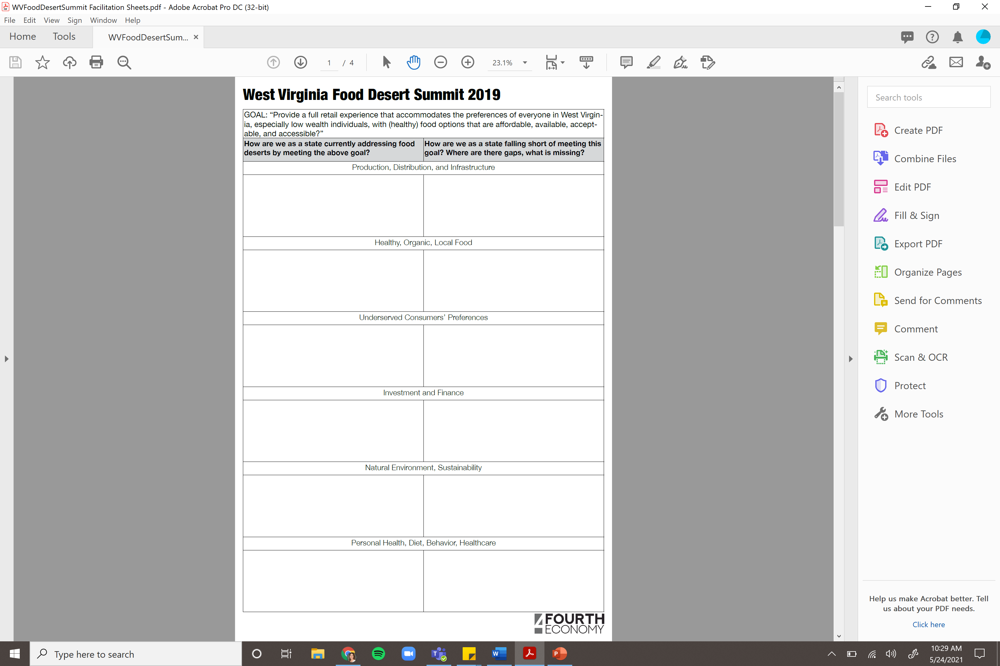 WVFoodDesertSummit Facilitation Sheets.pdf - Adobe Acrobat Pro DC (32-bit)
File Edit View Sign Window Help
Home Tools WVFoodDesertSum... ×
1 / 4 23.1%
West Virginia Food Desert Summit 2019
GOAL: “Provide a full retail experience that accommodates the preferences of everyone in West Virgin-
ia, especially low wealth individuals, with (healthy) food options that are affordable, available, accept-
able, and accessible?”
How are we as a state currently addressing food
deserts by meeting the above goal?
How are we as a state falling short of meeting this
goal? Where are there gaps, what is missing?
Production, Distribution, and Infrastructure
Healthy, Organic, Local Food
Underserved Consumers’ Preferences
Investment and Finance
Natural Environment, Sustainability
Personal Health, Diet, Behavior, Healthcare
FOURTH
ECONOMY
Search tools
Create PDF
Combine Files
Edit PDF
Fill & Sign
Export PDF
Organize Pages
Send for Comments
Comment
Scan & OCR
Protect
More Tools
Help us make Acrobat better. Tell
us about your PDF needs.
Click here
Type here to search
10:29 AM
5/24/2021